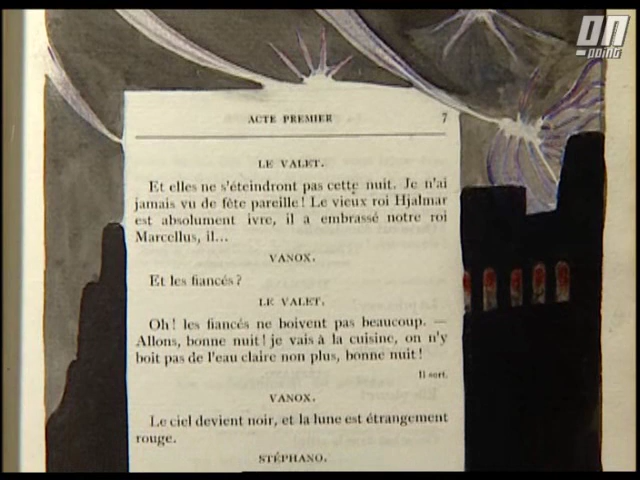 ON
POINT
ACTE PREMIER 7
LE VALET.
Et elles ne s'éteindront pas cette nuit. Je n'ai
jamais vu de fête pareille! Le vieux roi Hjalmar
est absolument ivre, il a embrassé notre roi
Marcellus, il...
VANOX.
Et les fiancés?
LE VALET.
Oh! les fiancés ne boivent pas beaucoup. —
Allons, bonne nuit! je vais à la cuisine, on n'y
boit pas de l'eau claire non plus, bonne nuit!
Il sort.
VANOX.
Le ciel devient noir, et la lune est étrangement
rouge.
STÉPHANO.